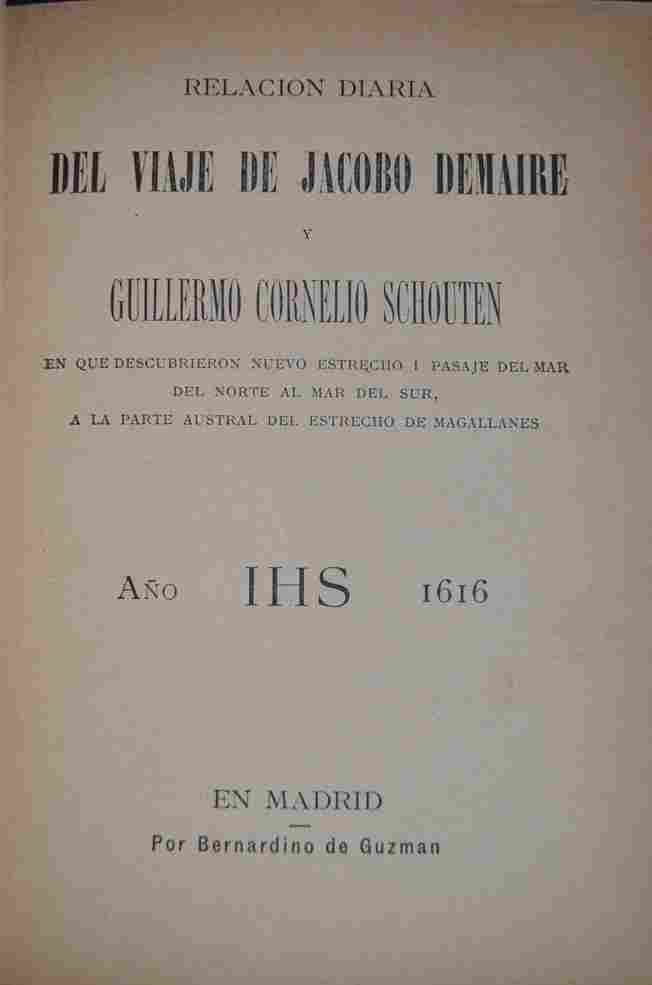 RELACION DIARIA
DEL VIAJE DE JACOBO DEMAIRE
Y
GUILLERMO CORNELIO SCHOUTEN
EN QUE DESCUBRIERON NUEVO ESTRECHO I PASAJE DEL MAR
DEL NORTE AL MAR DEL SUR,
A LA PARTE AUSTRAL DEL ESTRECHO DE MAGALLANES
AÑO IHS 1616
EN MADRID
Por Bernardino de Guzman